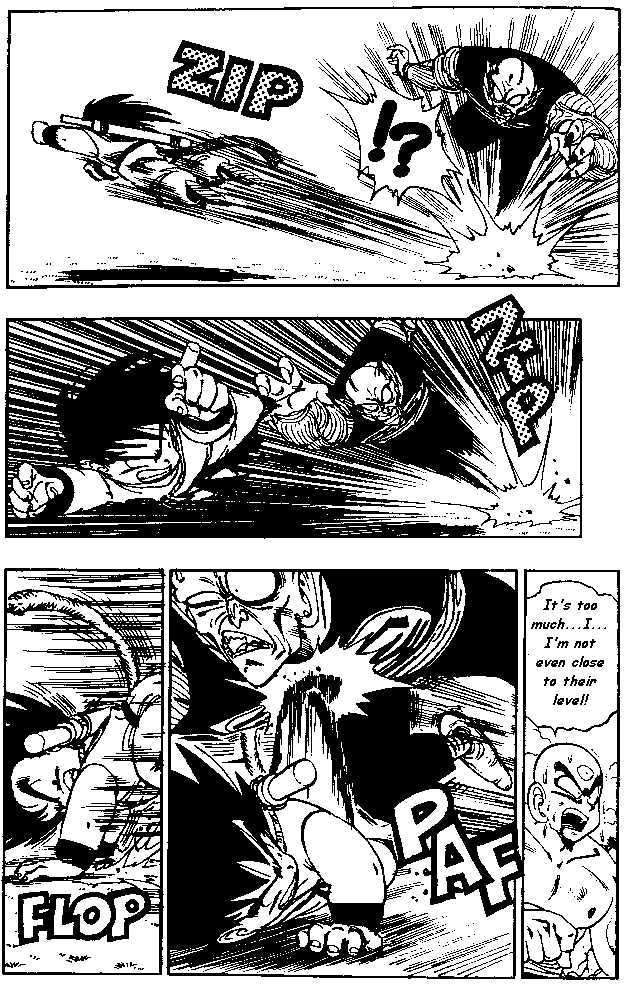 ZIP
!?
ZIP
FLOP
PAF
It's too
much...I...
I'm not
even close
to their
level!